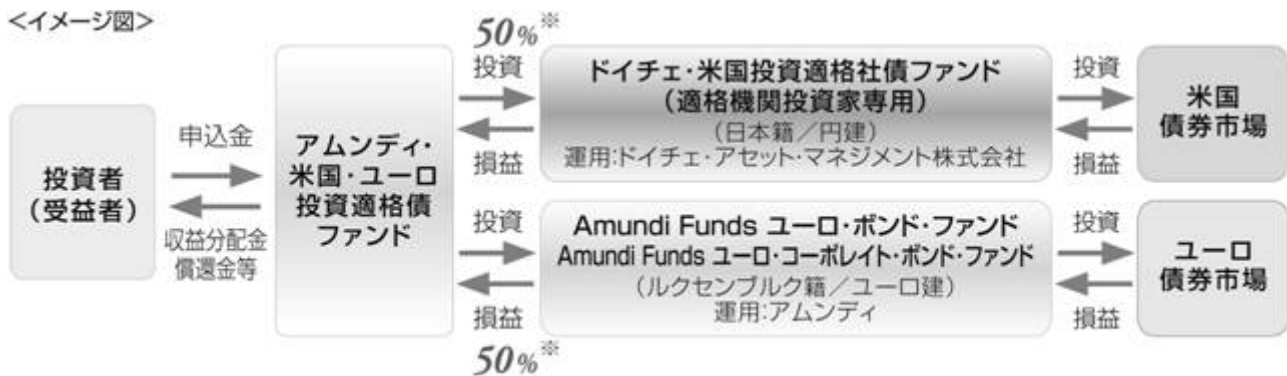 <イメージ図>
投資者
（受益者）
申込金
収益分配金
償還金等
アムンディ・
米国・ユーロ
投資適格債
ファンド
50%※
投資
損益
ドイチェ・米国投資適格社債ファンド
（適格機関投資家専用）
（日本籍／円建）
運用:ドイチェ・アセット・マネジメント株式会社
投資
損益
米国
債券市場
投資
損益
50%※
Amundi Funds ユーロ・ボンド・ファンド
Amundi Funds ユーロ・コーポレイト・ボンド・ファンド
（ルクセンブルク籍／ユーロ建）
運用:アムンディ
投資
損益
ユーロ
債券市場